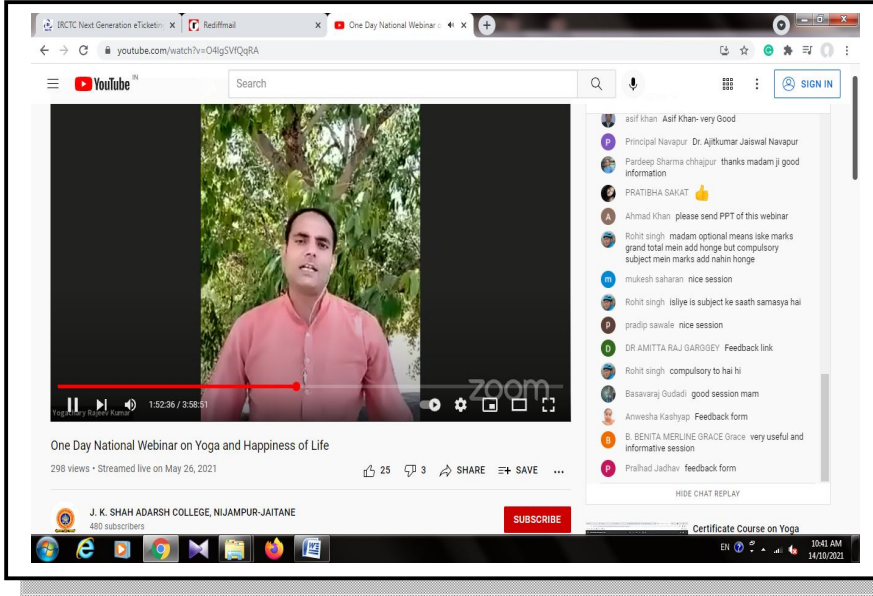 IRCTC Next Generation eTicketin
Rediffmail
One Day National Webinar o
youtube.com/watch?v=O4lgSVfQqRA
YouTube IN
Search
SIGN IN
asif khan Asif Khan- very Good
Principal Navapur Dr. Ajitkumar Jaiswal Navapur
Pardeep Sharma chhajpur thanks madam ji good
information
PRATIBHA SAKAT
Ahmad Khan please send PPT of this webinar
Rohit singh madam optional means iske marks
grand total mein add honge but compulsory
subject mein marks add nahin honge
mukesh saharan nice session
Rohit singh isliye is subject ke saath samasya hai
pradip sawale nice session
DR AMITTA RAJ GARGGEY Feedback link
Rohit singh compulsory to hai hi
Basavaraj Gudadi good session mam
Anwesha Kashyap Feedback form
B. BENITA MERLINE GRACE Grace very useful and
informative session
Pralhad Jadhav feedback form
HIDE CHAT REPLAY
zoom
1:52:36 / 3:58:51
Yogachary Rajeev Kumar
One Day National Webinar on Yoga and Happiness of Life
298 views • Streamed live on May 26, 2021
25 3 SHARE SAVE
J. K. SHAH ADARSH COLLEGE, NIJAMPUR-JAITANE
480 subscribers
SUBSCRIBE
Certificate Course on Yoga
EN 10:41 AM
14/10/2021